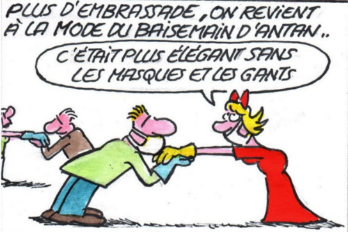 PLUS D'EMBRASSADE, ON REVIENT
À LA MODE DU BAISEMAIN D'ANTAN..
C'ÉTAIT PLUS ÉLÉGANT SANS
LES MASQUES ET LES GANTS